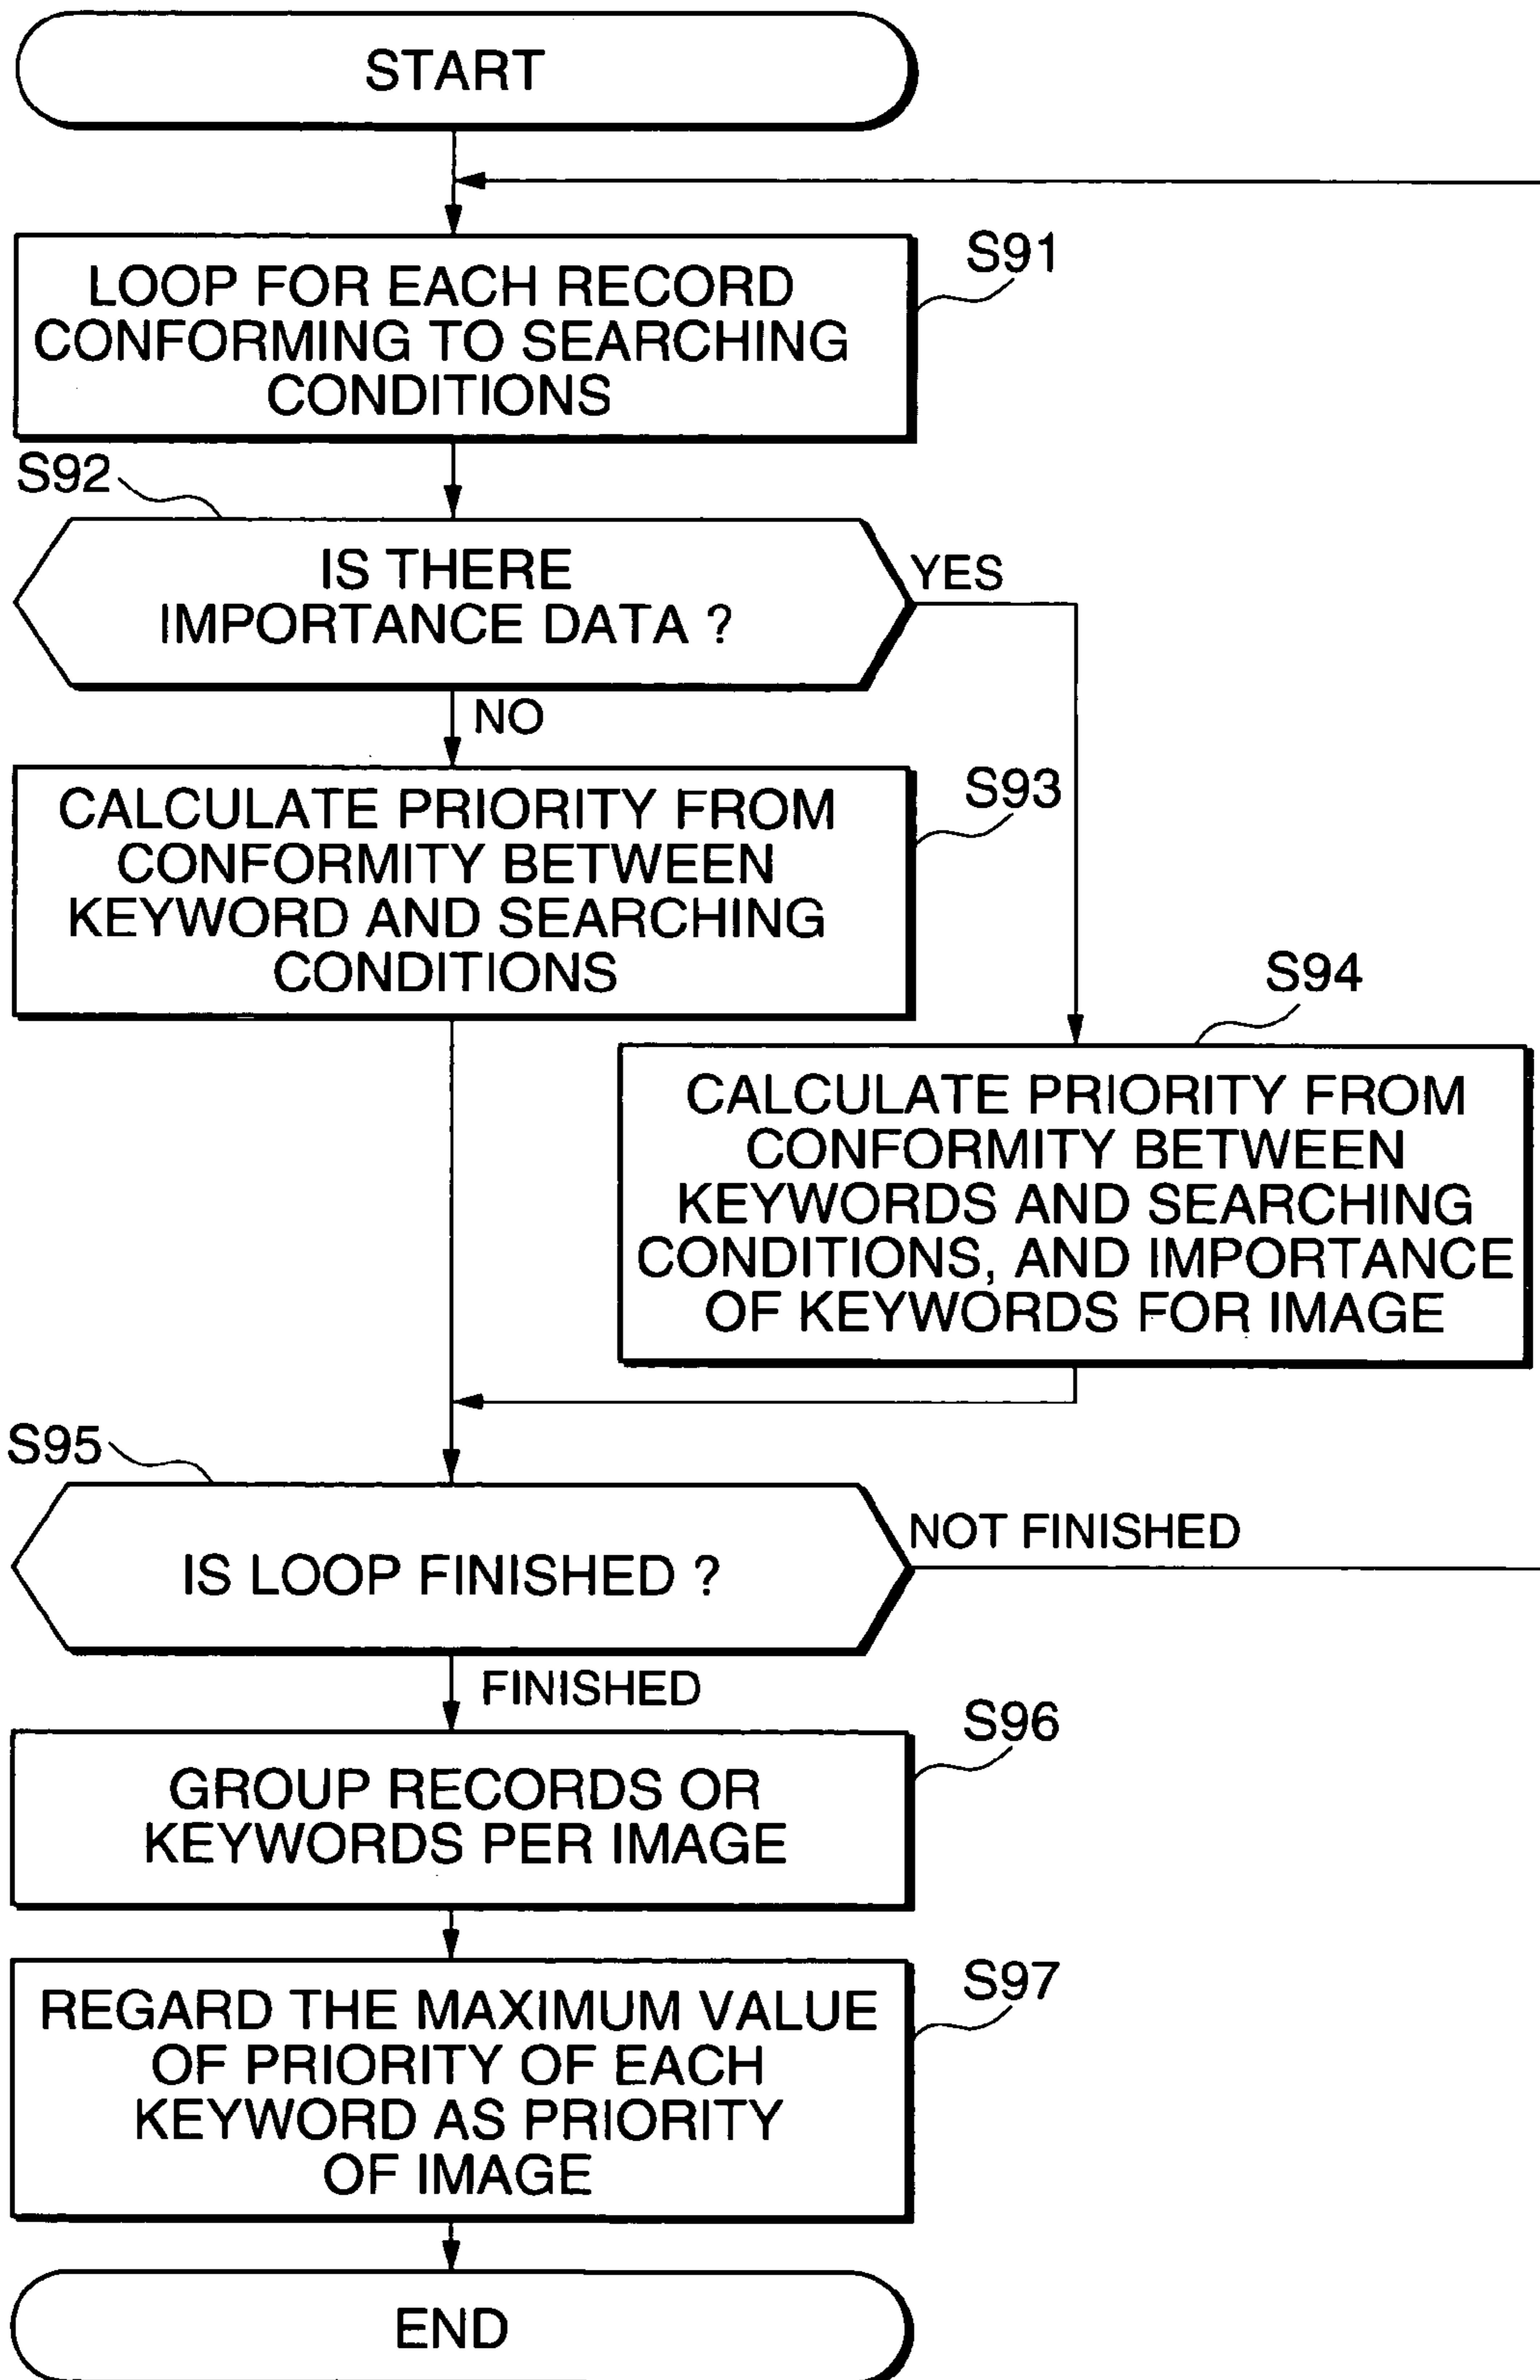 START
S91
LOOP FOR EACH RECORD
CONFORMING TO SEARCHING
CONDITIONS
S92
IS THERE
IMPORTANCE DATA ?
YES
NO
S93
CALCULATE PRIORITY FROM
CONFORMITY BETWEEN
KEYWORD AND SEARCHING
CONDITIONS
S94
CALCULATE PRIORITY FROM
CONFORMITY BETWEEN
KEYWORDS AND SEARCHING
CONDITIONS, AND IMPORTANCE
OF KEYWORDS FOR IMAGE
S95
IS LOOP FINISHED ?
NOT FINISHED
FINISHED
S96
GROUP RECORDS OR
KEYWORDS PER IMAGE
S97
REGARD THE MAXIMUM VALUE
OF PRIORITY OF EACH
KEYWORD AS PRIORITY
OF IMAGE
END